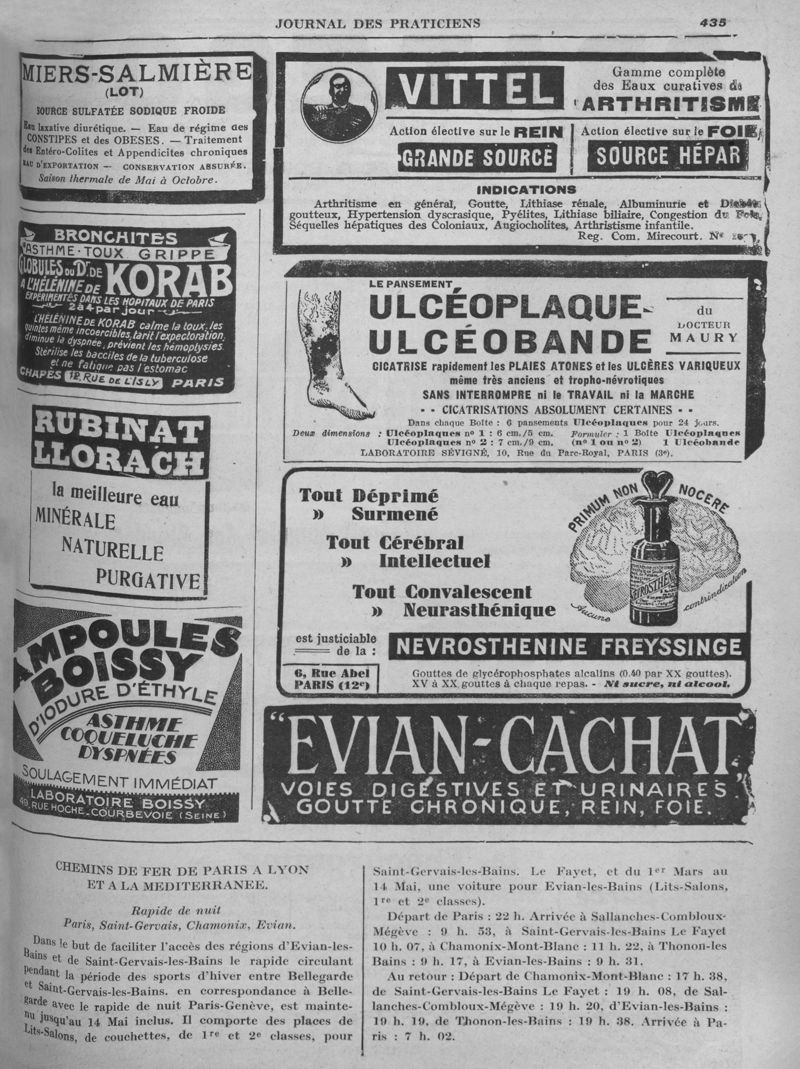 JOURNAL DES PRATICIENS
435
MIERS-SALMIÈRE
(LOT)
SOURCE SULFATÉE SODIQUE FROIDE
Eau laxative diurétique. — Eau de régime des
CONSTIPES et des OBESES. — Traitement
des Entéro-Colites et Appendicites chroniques
EAU D'EXPORTATION — CONSERVATION ASSURÉE.
Saison thermale de Mai à Octobre.
BRONCHITES
ASTHME-TOUX GRIPPE
GLOBULES DU Dr DE
A L'HÉLÉNINE DE KORAB
EXPÉRIMENTÉS DANS LES HOPITAUX DE PARIS
2 à 4 par jour
L'HÉLÉNINE DE KORAB calme la toux, les
quintes même incoercibles, tarit l'expectoration,
diminue la dyspnée, prévient les hémoptysies.
Stérilise les bacilles de la tuberculose
et ne fatigue pas l'estomac
CHAPÈS 12, RUE DE L'ISLY PARIS
RUBINAT
LLORACH
la meilleure eau
MINÉRALE
NATURELLE
PURGATIVE
AMPOULES
BOISSY
D'IODURE D'ÉTHYLE
ASTHME
COQUELUCHE
DYSPNÉES
SOULAGEMENT IMMÉDIAT
LABORATOIRE BOISSY
49, RUE HOCHE_COURBEVOIE (SEINE)
VITTEL
Gamme complète
des Eaux curatives de
l'ARTHRITISME
Action élective sur le REIN
GRANDE SOURCE
Action élective sur le FOIE
SOURCE HÉPAR
INDICATIONS
Arthritisme en général, Goutte, Lithiase rénale, Albuminurie et Diabète
goutteux, Hypertension dyscrasique, Pyélites, Lithiase biliaire, Congestion du Foie,
Séquelles hépatiques des Coloniaux, Angiocholites, Arthristisme infantile.
Reg. Com. Mirecourt. Nº
LE PANSEMENT
ULCÉOPLAQUE-
ULCÉOBANDE
du
DOCTEUR
MAURY
CICATRISE rapidement les PLAIES ATONES et les ULCÈRES VARIQUEUX
même très anciens et tropho-névrotiques
SANS INTERROMPRE ni le TRAVAIL ni la MARCHE
- - CICATRISATIONS ABSOLUMENT CERTAINES - -
Dans chaque Boîte : 6 pansements Ulcéoplaques pour 24 jours.
Deux dimensions : Ulcéoplaques nº 1 : 6 cm./5 cm. Formuler : 1 Boîte Ulcéoplaques
Ulcéoplaques nº 2 : 7 cm./9 cm. (nº 1 ou nº 2) 1 Ulcéobande
LABORATOIRE SÉVIGNÉ, 10, Rue du Parc-Royal, PARIS (3e).
Tout Déprimé
» Surmené
Tout Cérébral
» Intellectuel
Tout Convalescent
» Neurasthénique
PRIMUM NON NOCERE
NEVROSTHÉNINE
Aucune contrindication
est justiciable
de la :
NEVROSTHENINE FREYSSINGE
6, Rue Abel
PARIS (12e)
Gouttes de glycérophosphates alcalins (0.40 par XX gouttes).
XV à XX gouttes à chaque repas. - Ni sucre, ni alcool.
"EVIAN-CACHAT"
VOIES DIGESTIVES ET URINAIRES
GOUTTE CHRONIQUE, REIN, FOIE.
CHEMINS DE FER DE PARIS A LYON
ET A LA MEDITERRANEE.
Rapide de nuit
Paris, Saint-Gervais, Chamonix, Evian.
Dans le but de faciliter l'accès des régions d'Evian-les-
Bains et de Saint-Gervais-les-Bains le rapide circulant
pendant la période des sports d'hiver entre Bellegarde
et Saint-Gervais-les-Bains. en correspondance à Belle-
garde avec le rapide de nuit Paris-Genève, est mainte-
nu jusqu'au 14 Mai inclus. Il comporte des places de
Lits-Salons, de couchettes, de 1re et 2e classes, pour
Saint-Gervais-les-Bains. Le Fayet, et du 1er Mars au
14 Mai, une voiture pour Evian-les-Bains (Lits-Salons,
1re et 2e classes).
Départ de Paris : 22 h. Arrivée à Sallanches-Combloux-
Mégève : 9 h. 53, à Saint-Gervais-les-Bains Le Fayet
10 h. 07, à Chamonix-Mont-Blanc : 11 h. 22, à Thonon-les
Bains : 9 h. 17, à Evian-les-Bains : 9 h. 31.
Au retour : Départ de Chamonix-Mont-Blanc : 17 h. 38,
de Saint-Gervais-les-Bains Le Fayet : 19 h. 08, de Sal-
lanches-Combloux-Mégève : 19 h. 20, d'Evian-les-Bains :
19 h. 19, de Thonon-les-Bains : 19 h. 38. Arrivée à Pa-
ris : 7 h. 02.